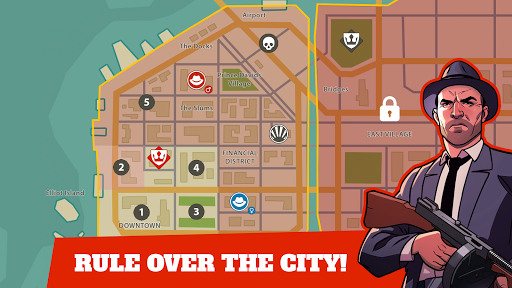 Airport
The Docks
Prince Davids
Village
Bridges
5
The Slums
EAST VILLAGE
FINANCIAL
DISTRICT
2
4
Elliot Island
1
3
DOWNTOWN
RULE OVER THE CITY!